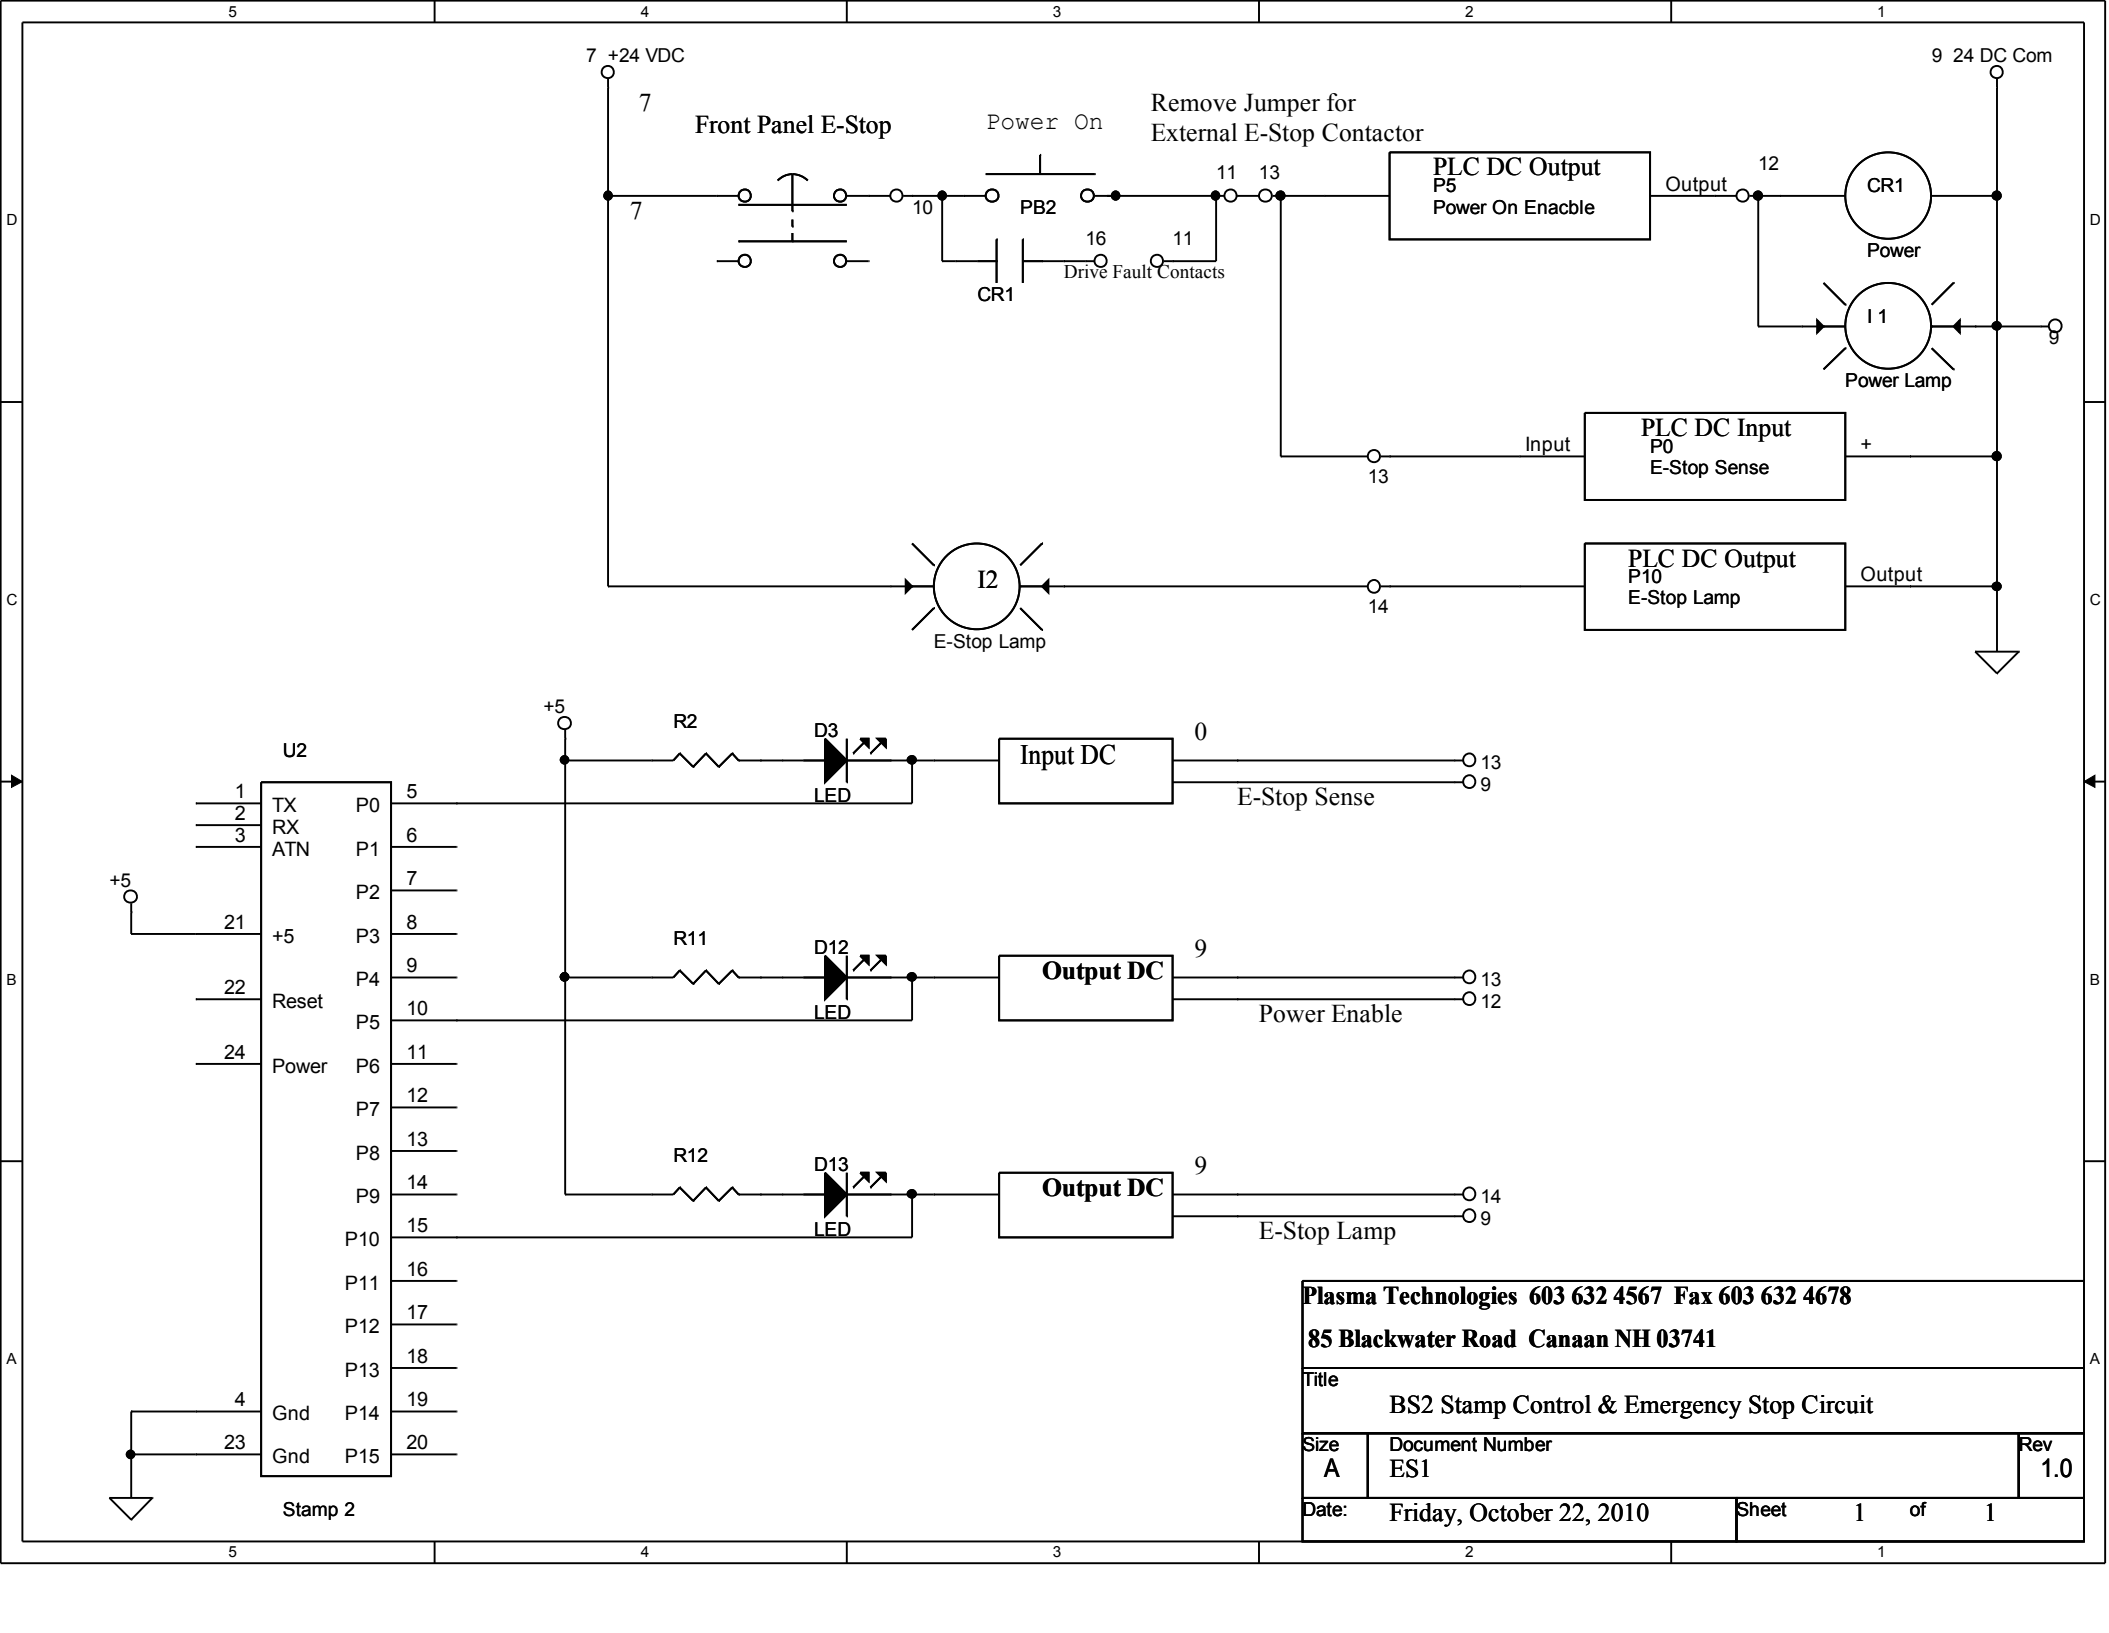 5 4 3 2 1
7 +24 VDC
9 24 DC Com
7
Front Panel E-Stop
Power On
Remove Jumper for
External E-Stop Contactor
7
10
PB2
11 13
PLC DC Output
P5
Power On Enacble
Output
12
CR1
Power
D
D
CR1
16
11
Drive Fault Contacts
I 1
Power Lamp
9
Input
13
PLC DC Input
P0
E-Stop Sense
+
I2
E-Stop Lamp
14
PLC DC Output
P10
E-Stop Lamp
Output
C
C
+5
R2
D3
LED
Input DC
0
13
9
E-Stop Sense
U2
1 TX P0 5
2 RX
3 ATN P1 6
P2 7
+5
21 +5 P3 8
P4 9
22 Reset
P5 10
24 Power P6 11
P7 12
P8 13
P9 14
P10 15
P11 16
P12 17
P13 18
4 Gnd P14 19
23 Gnd P15 20
Stamp 2
R11
D12
LED
Output DC
9
13
12
Power Enable
B
B
R12
D13
LED
Output DC
9
14
9
E-Stop Lamp
A
A
Plasma Technologies 603 632 4567 Fax 603 632 4678
85 Blackwater Road Canaan NH 03741
Title
BS2 Stamp Control & Emergency Stop Circuit
Size
A
Document Number
ES1
Rev
1.0
Date:
Friday, October 22, 2010
Sheet 1 of 1
5 4 3 2 1